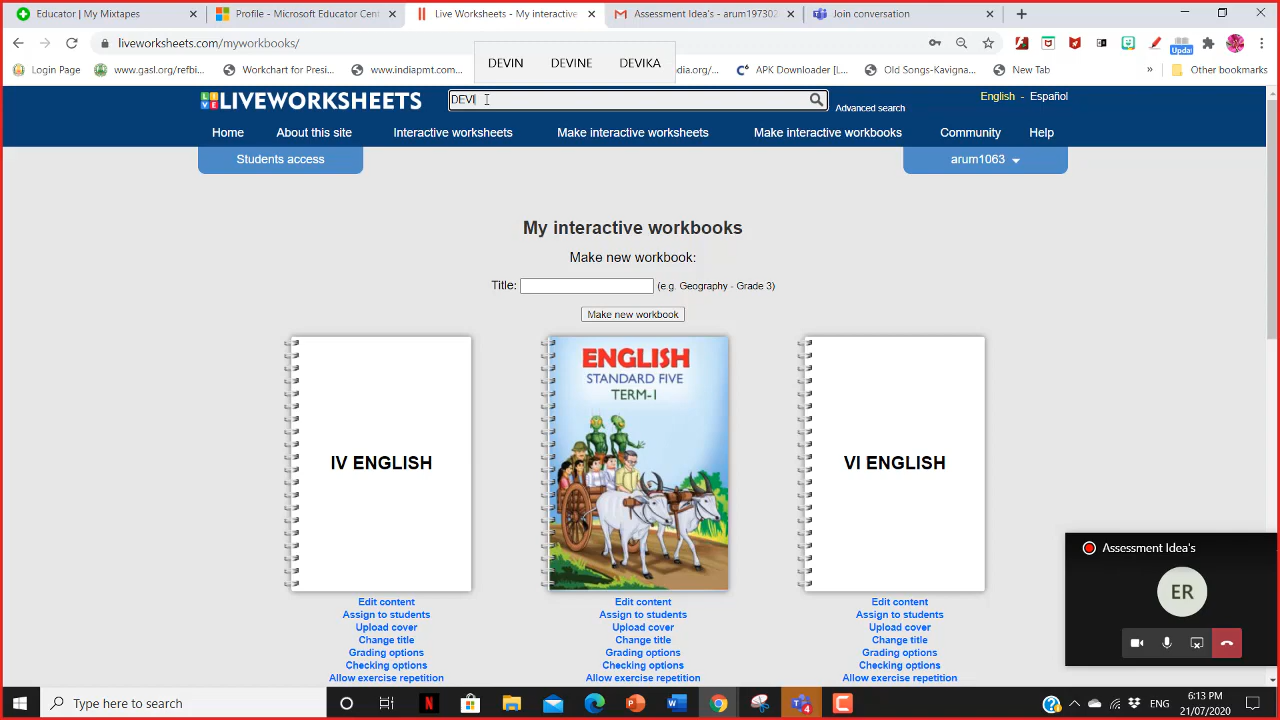 Educator | My Mixtapes
Profile - Microsoft Educator Cent
Live Worksheets - My interactive
Assessment Idea's - arum197302
Join conversation
liveworksheets.com/myworkbooks/
Updat
DEVIN DEVINE DEVIKA
Login Page
www.gasl.org/refbi...
Workchart for Presi...
www.indiapmt.com...
dia.org/...
APK Downloader [L...
Old Songs-Kavigna...
New Tab
»
Other bookmarks
LIVEWORKSHEETS
DEVI
Advanced search
English - Español
Home About this site Interactive worksheets Make interactive worksheets Make interactive workbooks Community Help
Students access
arum1063
My interactive workbooks
Make new workbook:
Title: (e.g. Geography - Grade 3)
Make new workbook
IV ENGLISH
ENGLISH
STANDARD FIVE
TERM-I
VI ENGLISH
Edit content Edit content Edit content
Assign to students Assign to students Assign to students
Upload cover Upload cover Upload cover
Change title Change title Change title
Grading options Grading options Grading options
Checking options Checking options Checking options
Allow exercise repetition Allow exercise repetition Allow exercise repetition
Assessment Idea's
ER
Type here to search
4
ENG
6:13 PM
21/07/2020